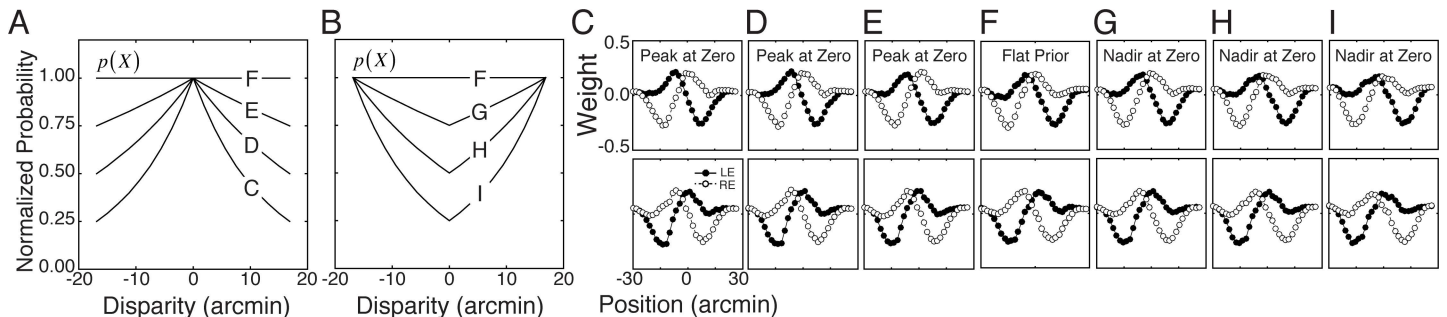 A
B
C
D
E
F
G
H
I
Normalized Probability
1.00
0.75
0.50
0.25
0.00
p(X)
F
E
D
C
-20
-10
0
10
20
Disparity (arcmin)
p(X)
F
G
H
I
-20
-10
0
10
20
Disparity (arcmin)
Weight
0.5
0.0
-0.5
Peak at Zero
Peak at Zero
Peak at Zero
Flat Prior
Nadir at Zero
Nadir at Zero
Nadir at Zero
LE
RE
-30
0
30
Position (arcmin)